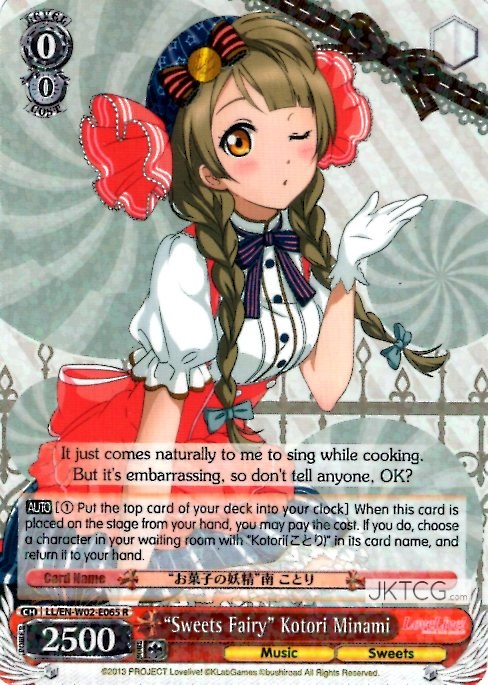 LEVEL
0
0
COST
It just comes naturally to me to sing while cooking.
But it's embarrassing, so don't tell anyone, OK?
AUTO [① Put the top card of your deck into your clock] When this card is
placed on the stage from your hand, you may pay the cost. If you do, choose
a character in your waiting room with "Kotori(ことり)" in its card name, and
return it to your hand.
Card Name
"お菓子の妖精"南 ことり
JKTCG.com
CH LL/EN-W02-E065 R
POWER
2500
"Sweets Fairy" Kotori Minami
LoveLive!
Music
Sweets
©2013 PROJECT Lovelive! ©KLabGames ©bushiroad All Rights Reserved.